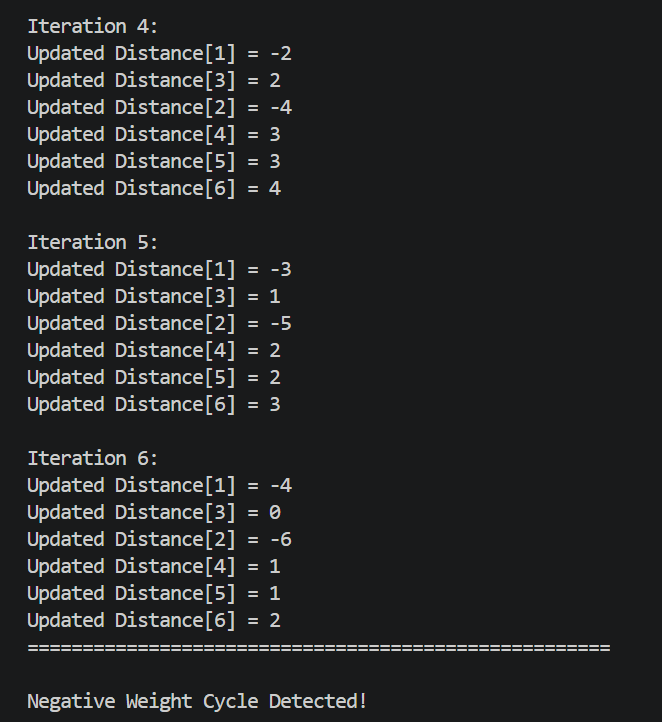 Iteration 4:
Updated Distance[1] = -2
Updated Distance[3] = 2
Updated Distance[2] = -4
Updated Distance[4] = 3
Updated Distance[5] = 3
Updated Distance[6] = 4
Iteration 5:
Updated Distance[1] = -3
Updated Distance[3] = 1
Updated Distance[2] = -5
Updated Distance[4] = 2
Updated Distance[5] = 2
Updated Distance[6] = 3
Iteration 6:
Updated Distance[1] = -4
Updated Distance[3] = 0
Updated Distance[2] = -6
Updated Distance[4] = 1
Updated Distance[5] = 1
Updated Distance[6] = 2
=====================================================
Negative Weight Cycle Detected!